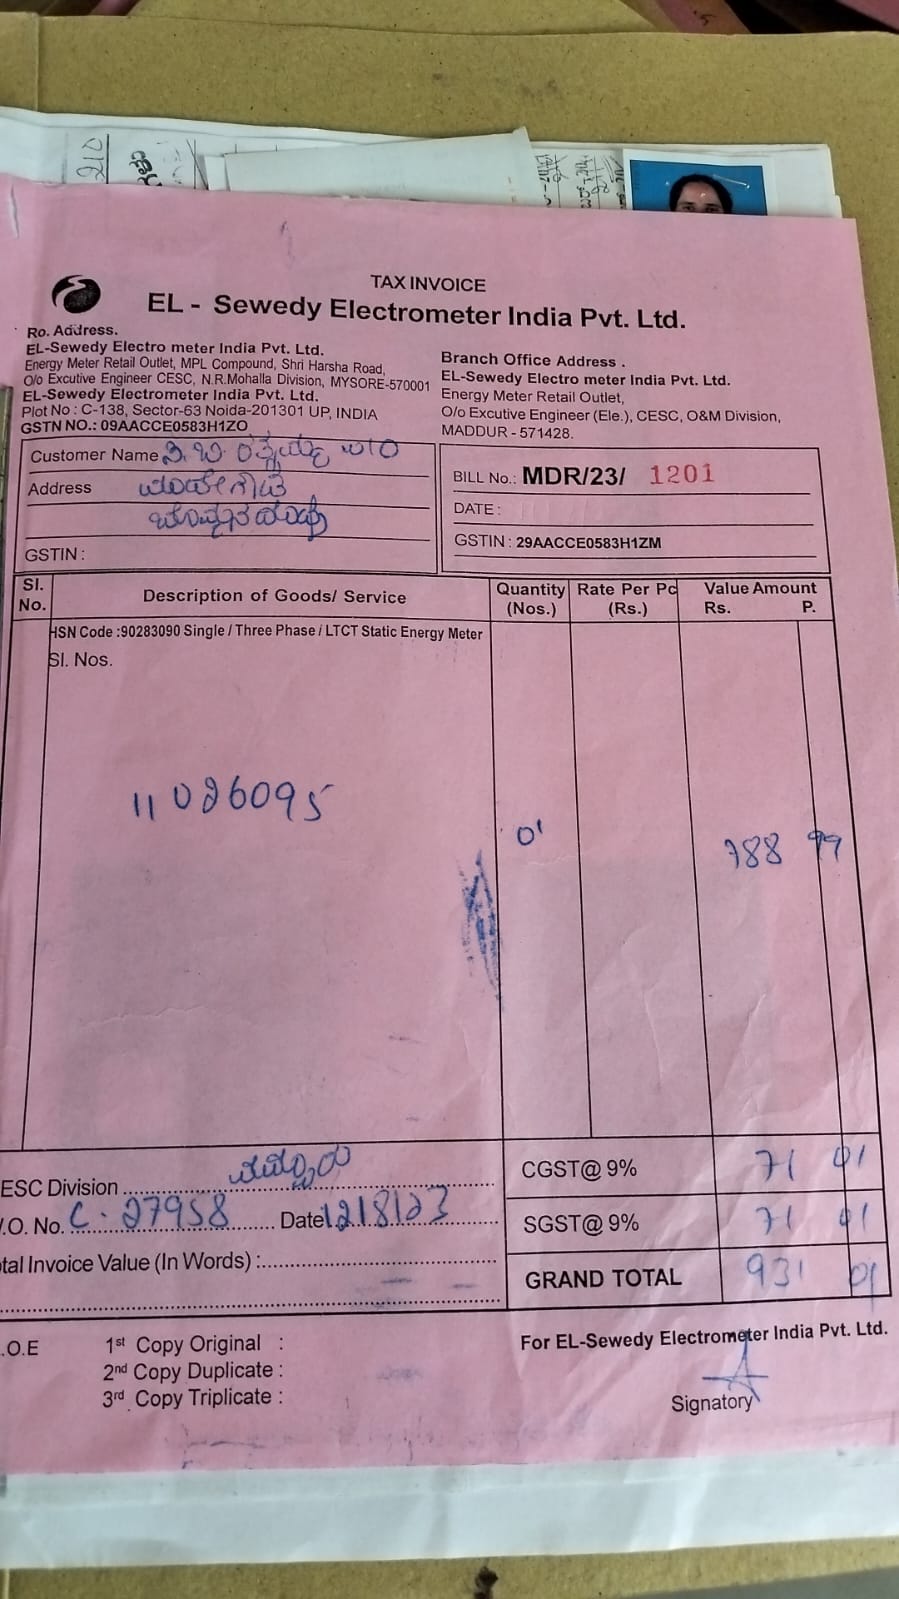 TAX INVOICE
EL - Sewedy Electrometer India Pvt. Ltd.
Ro. Address.
EL-Sewedy Electro meter India Pvt. Ltd.
Energy Meter Retail Outlet, MPL Compound, Shri Harsha Road,
O/o Excutive Engineer CESC, N.R.Mohalla Division, MYSORE-570001
EL-Sewedy Electrometer India Pvt. Ltd.
Plot No : C-138, Sector-63 Noida-201301 UP, INDIA
GSTN NO.: 09AACCE0583H1ZO
Branch Office Address .
EL-Sewedy Electro meter India Pvt. Ltd.
Energy Meter Retail Outlet,
O/o Excutive Engineer (Ele.), CESC, O&M Division,
MADDUR - 571428.
Customer Name
Address
GSTIN :
BILL No.: MDR/23/ 1201
DATE :
GSTIN : 29AACCE0583H1ZM
Sl. No. Description of Goods/ Service Quantity (Nos.) Rate Per Pc (Rs.) Value Amount Rs. P.
HSN Code :90283090 Single / Three Phase / LTCT Static Energy Meter
Sl. Nos.
11026095 01 788 99
ESC Division ಮದ್ದೂರು
.O. No. C-27958 Date 12/8/23
tal Invoice Value (In Words) :
CGST@ 9% 71 01
SGST@ 9% 71 01
GRAND TOTAL 931 01
.O.E
1st Copy Original :
2nd Copy Duplicate :
3rd Copy Triplicate :
For EL-Sewedy Electrometer India Pvt. Ltd.
Signatory